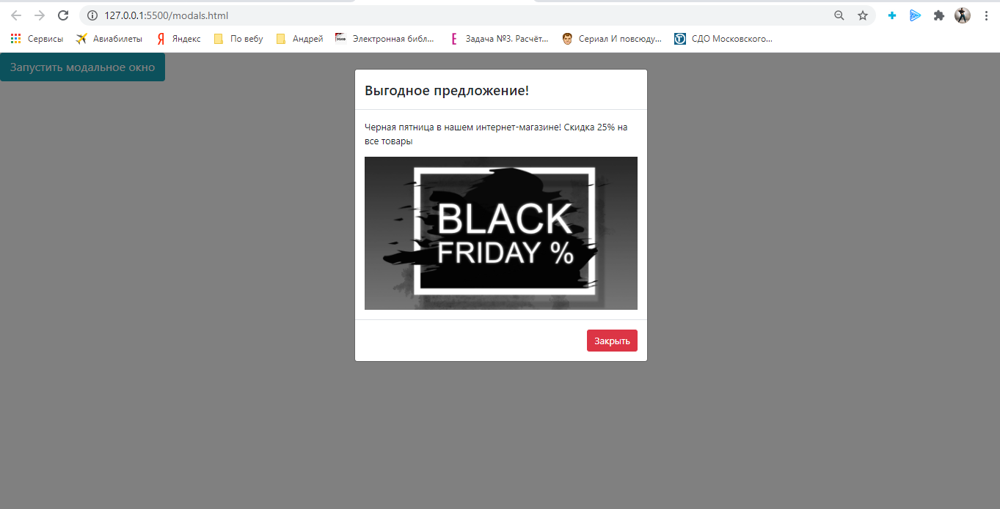 127.0.0.1:5500/modals.html
Сервисы Авиабилеты Яндекс По вебу Андрей Электронная библ... Задача №3. Расчёт... Сериал И повсюду... СДО Московского...
Запустить модальное окно
Выгодное предложение!
Черная пятница в нашем интернет-магазине! Скидка 25% на
все товары
BLACK
FRIDAY %
Закрыть